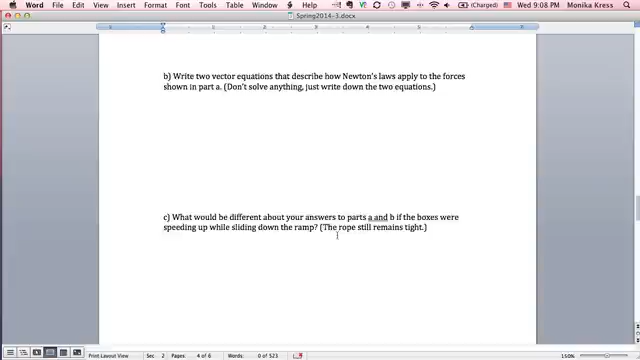 Word File Edit View Insert Format Font Tools Table Window Help (Charged) Wed 9:08 PM Monika Kress
Spring2014-3.docx
b) Write two vector equations that describe how Newton's laws apply to the forces
shown in part a. (Don't solve anything, just write down the two equations.)
c) What would be different about your answers to parts a and b if the boxes were
speeding up while sliding down the ramp? (The rope still remains tight.)
Print Layout View Sec 2 Pages: 4 of 6 Words: 0 of 523 150%